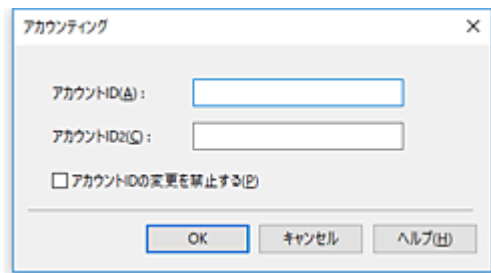 アカウンティング
アカウントID(A)：
アカウントID2(C)：
アカウントIDの変更を禁止する(P)
OK キャンセル ヘルプ(H)